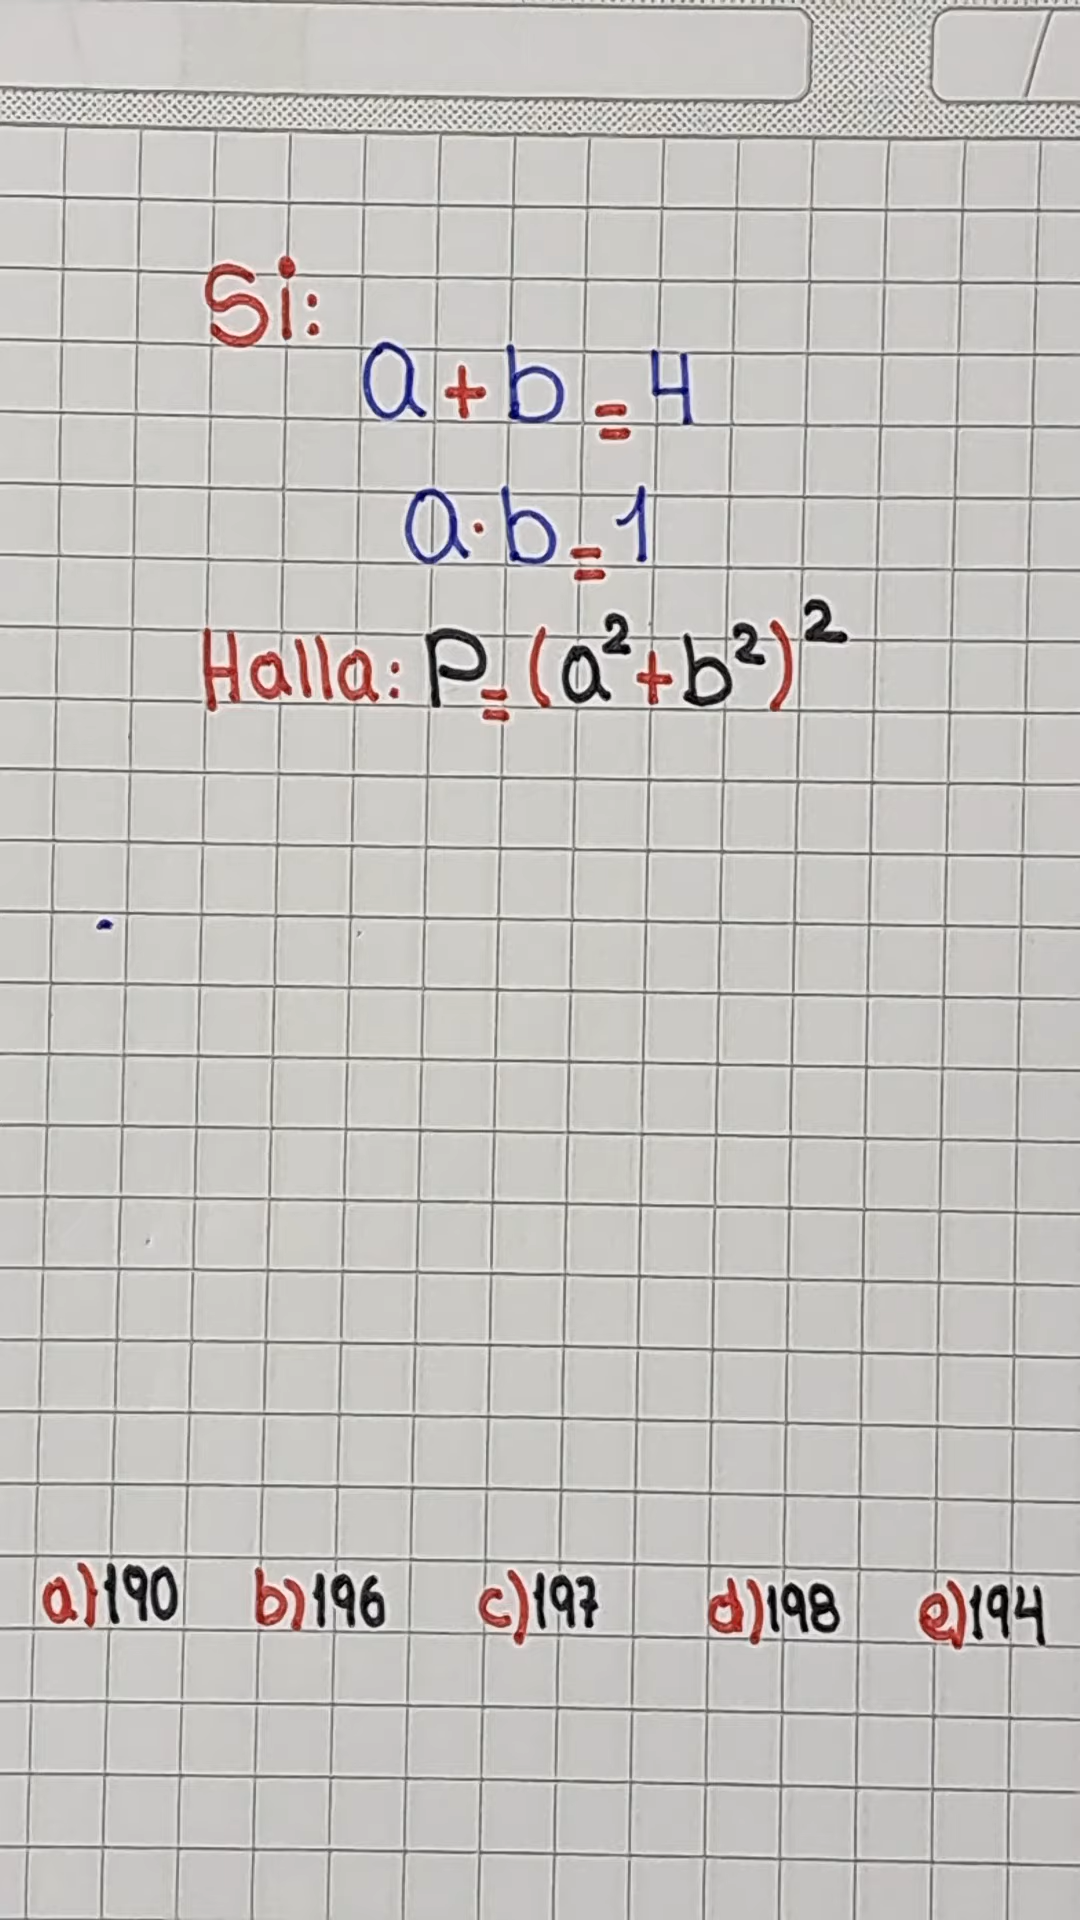 Si:
a + b = 4
a · b = 1
Halla: P = (a² + b²)²
a) 190 b) 196 c) 197 d) 198 e) 194